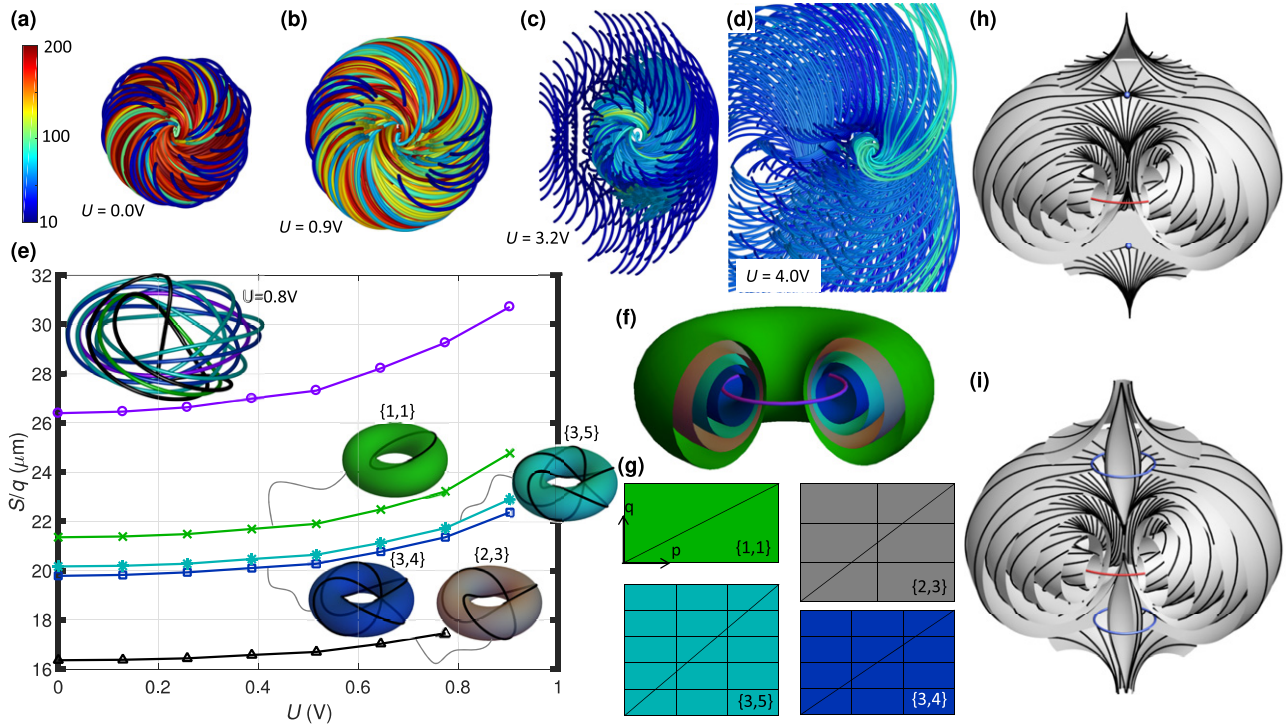 (a)
(b)
(c)
(d)
(h)
200
100
10
U = 0.0V
U = 0.9V
U = 3.2V
U = 4.0V
(e)
32
30
28
26
24
22
20
18
16
S/q (μm)
U=0.8V
{1,1}
{3,5}
{3,4}
{2,3}
0
0.2
0.4
0.6
0.8
1
U (V)
(f)
(g)
q
p
{1,1}
{2,3}
{3,5}
{3,4}
(i)